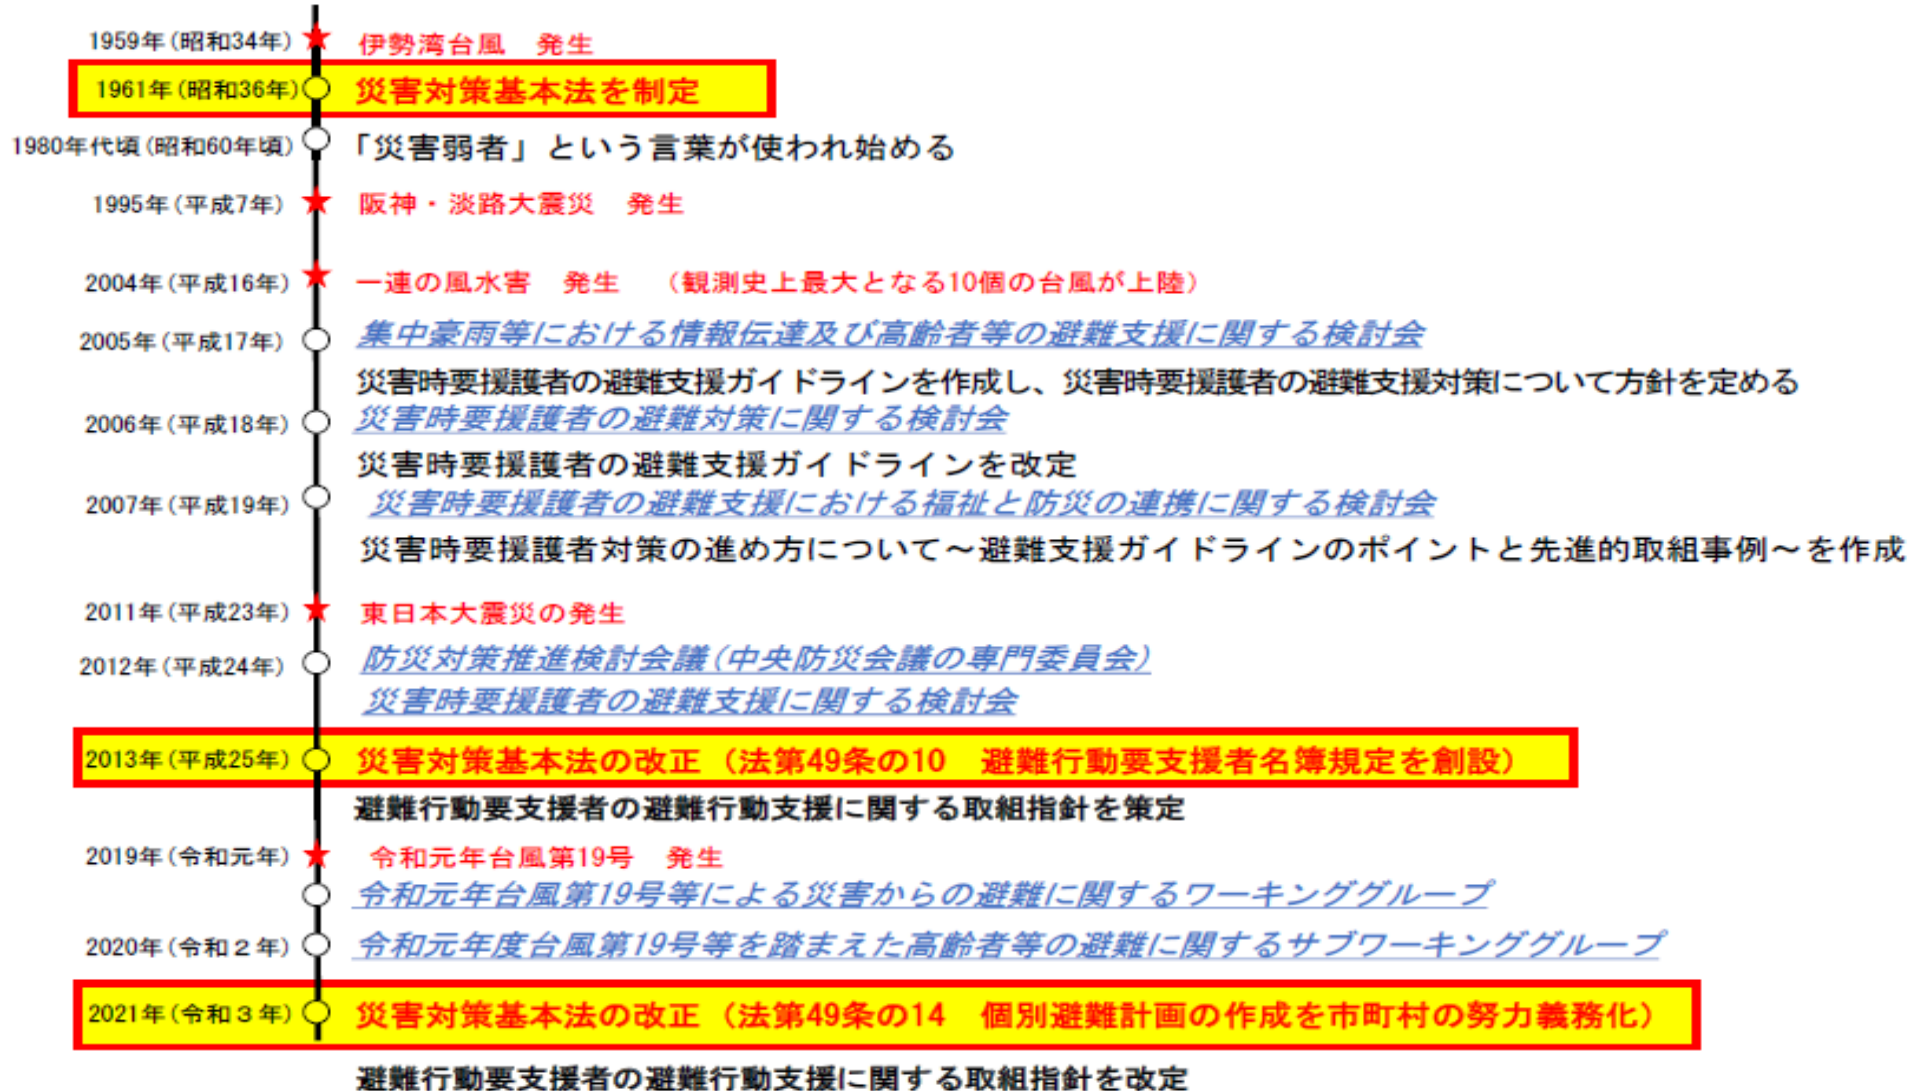 1959年(昭和34年) 伊勢湾台風　発生
1961年(昭和36年) 災害対策基本法を制定
1980年代頃(昭和60年頃) 「災害弱者」という言葉が使われ始める
1995年(平成7年) 阪神・淡路大震災　発生
2004年(平成16年) 一連の風水害　発生　（観測史上最大となる10個の台風が上陸）
2005年(平成17年) 集中豪雨等における情報伝達及び高齢者等の避難支援に関する検討会
災害時要援護者の避難支援ガイドラインを作成し、災害時要援護者の避難支援対策について方針を定める
2006年(平成18年) 災害時要援護者の避難対策に関する検討会
災害時要援護者の避難支援ガイドラインを改定
2007年(平成19年) 災害時要援護者の避難支援における福祉と防災の連携に関する検討会
災害時要援護者対策の進め方について～避難支援ガイドラインのポイントと先進的取組事例～を作成
2011年(平成23年) 東日本大震災の発生
2012年(平成24年) 防災対策推進検討会議(中央防災会議の専門委員会)
災害時要援護者の避難支援に関する検討会
2013年(平成25年) 災害対策基本法の改正（法第49条の10　避難行動要支援者名簿規定を創設）
避難行動要支援者の避難行動支援に関する取組指針を策定
2019年(令和元年) 令和元年台風第19号　発生
令和元年台風第19号等による災害からの避難に関するワーキンググループ
2020年(令和２年) 令和元年度台風第19号等を踏まえた高齢者等の避難に関するサブワーキンググループ
2021年(令和３年) 災害対策基本法の改正（法第49条の14　個別避難計画の作成を市町村の努力義務化）
避難行動要支援者の避難行動支援に関する取組指針を改定